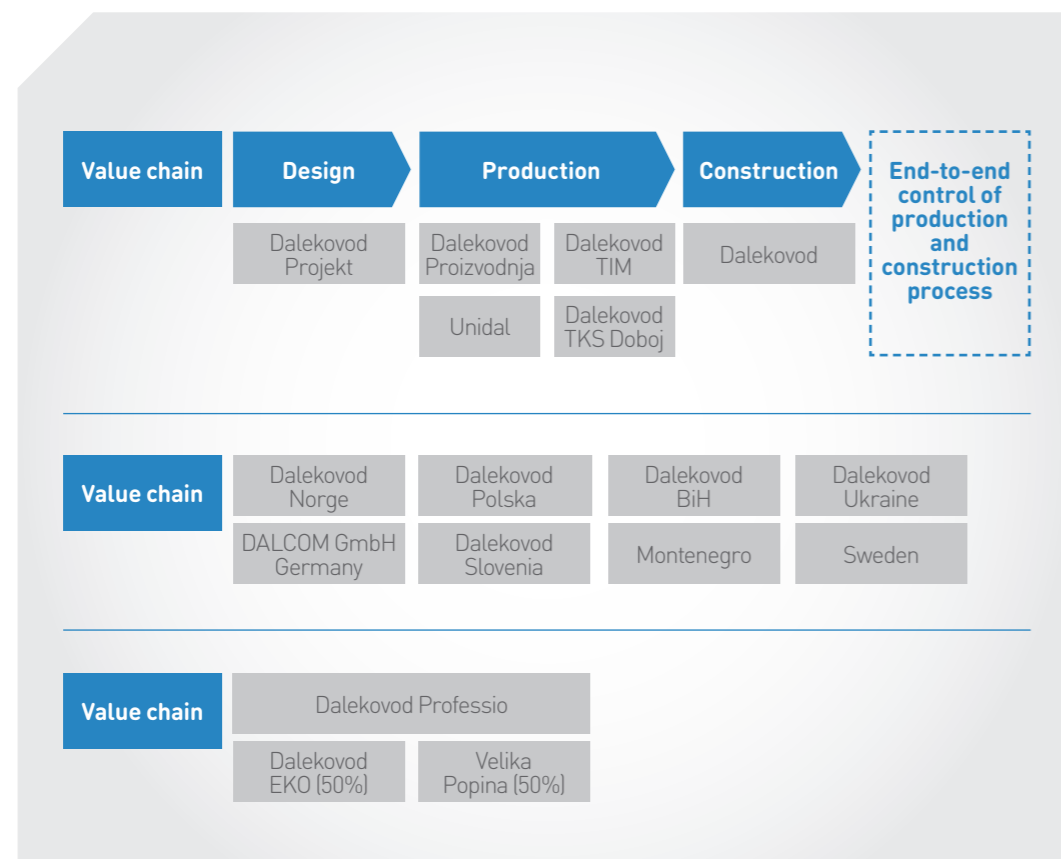 Value chain
Design
Production
Construction
End-to-end
control of
production
and
construction
process
Dalekovod
Projekt
Dalekovod
Proizvodnja
Dalekovod
TIM
Dalekovod
Unidal
Dalekovod
TKS Doboj
Value chain
Dalekovod
Norge
Dalekovod
Polska
Dalekovod
BiH
Dalekovod
Ukraine
DALCOM GmbH
Germany
Dalekovod
Slovenia
Montenegro
Sweden
Value chain
Dalekovod Professio
Dalekovod
EKO (50%)
Velika
Popina (50%)